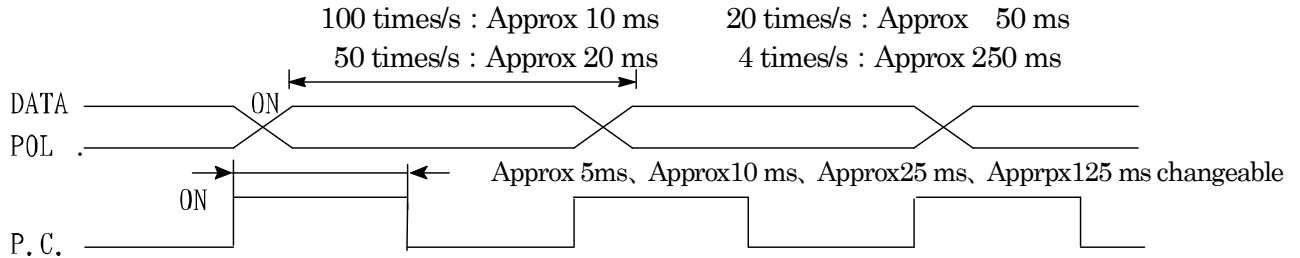 100 times/s : Approx 10 ms 20 times/s : Approx 50 ms
50 times/s : Approx 20 ms 4 times/s : Approx 250 ms
DATA ON
POL .
Approx 5ms、Approx10 ms、Approx25 ms、Apprpx125 ms changeable
ON
P.C.